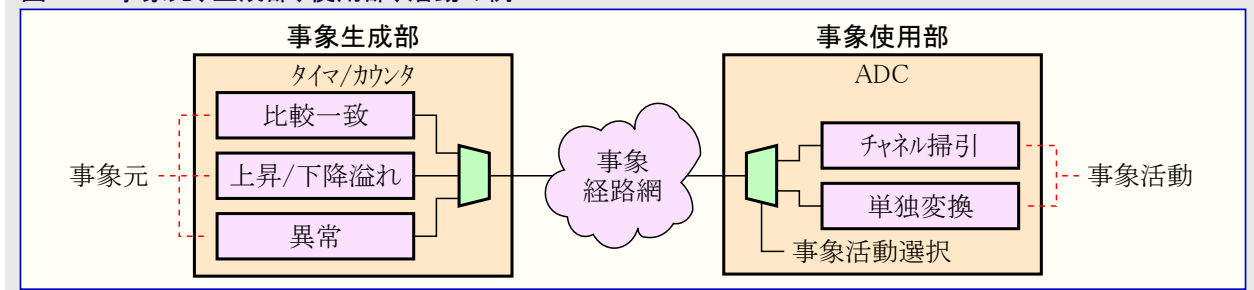 事象生成部
タイマ/カウンタ
比較一致
上昇/下降溢れ
異常
事象元
事象
経路網
事象使用部
ADC
チャネル掃引
単独変換
事象活動選択
事象活動